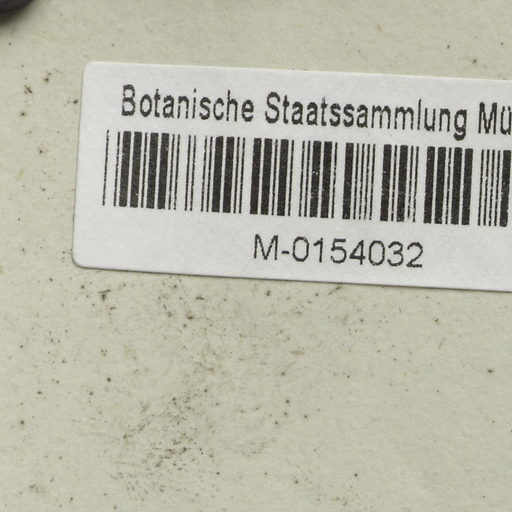 Botanische Staatssammlung Mü
M-0154032